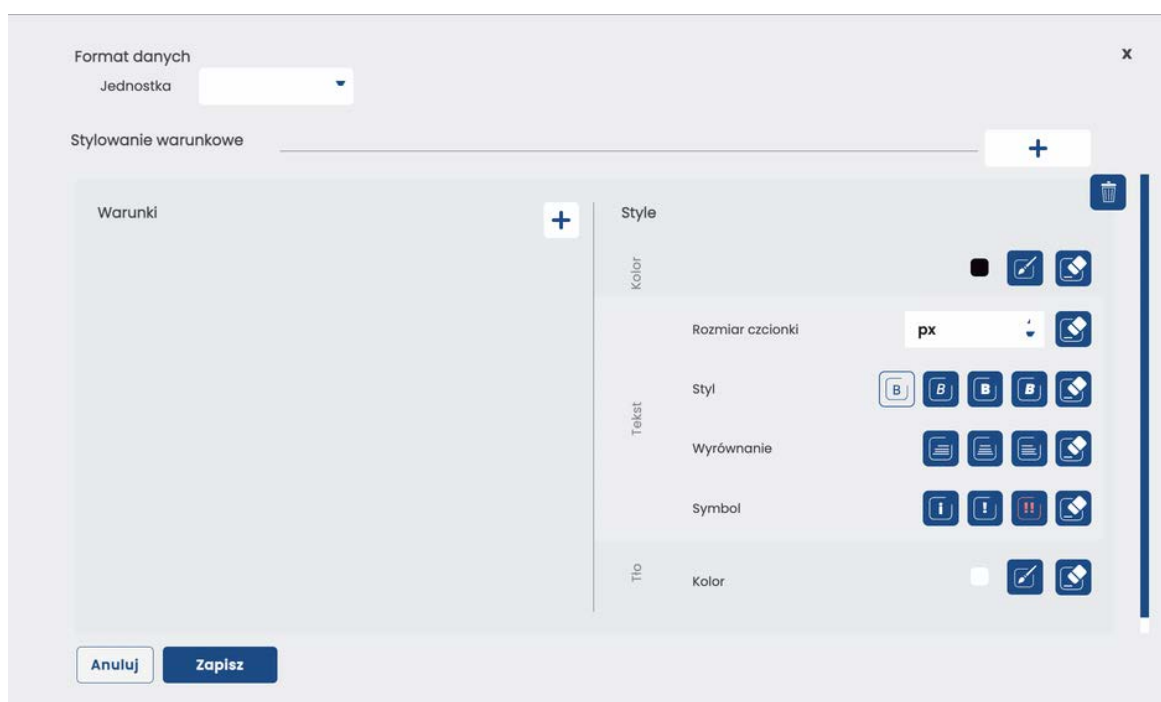 Format danych
x
Jednostka
Stylowanie warunkowe
+
Warunki
+
Style
Kolor
Rozmiar czcionki
px
Styl
B B B B
Tekst
Wyrównanie
Symbol
i ! !!
Tło
Kolor
Anuluj
Zapisz